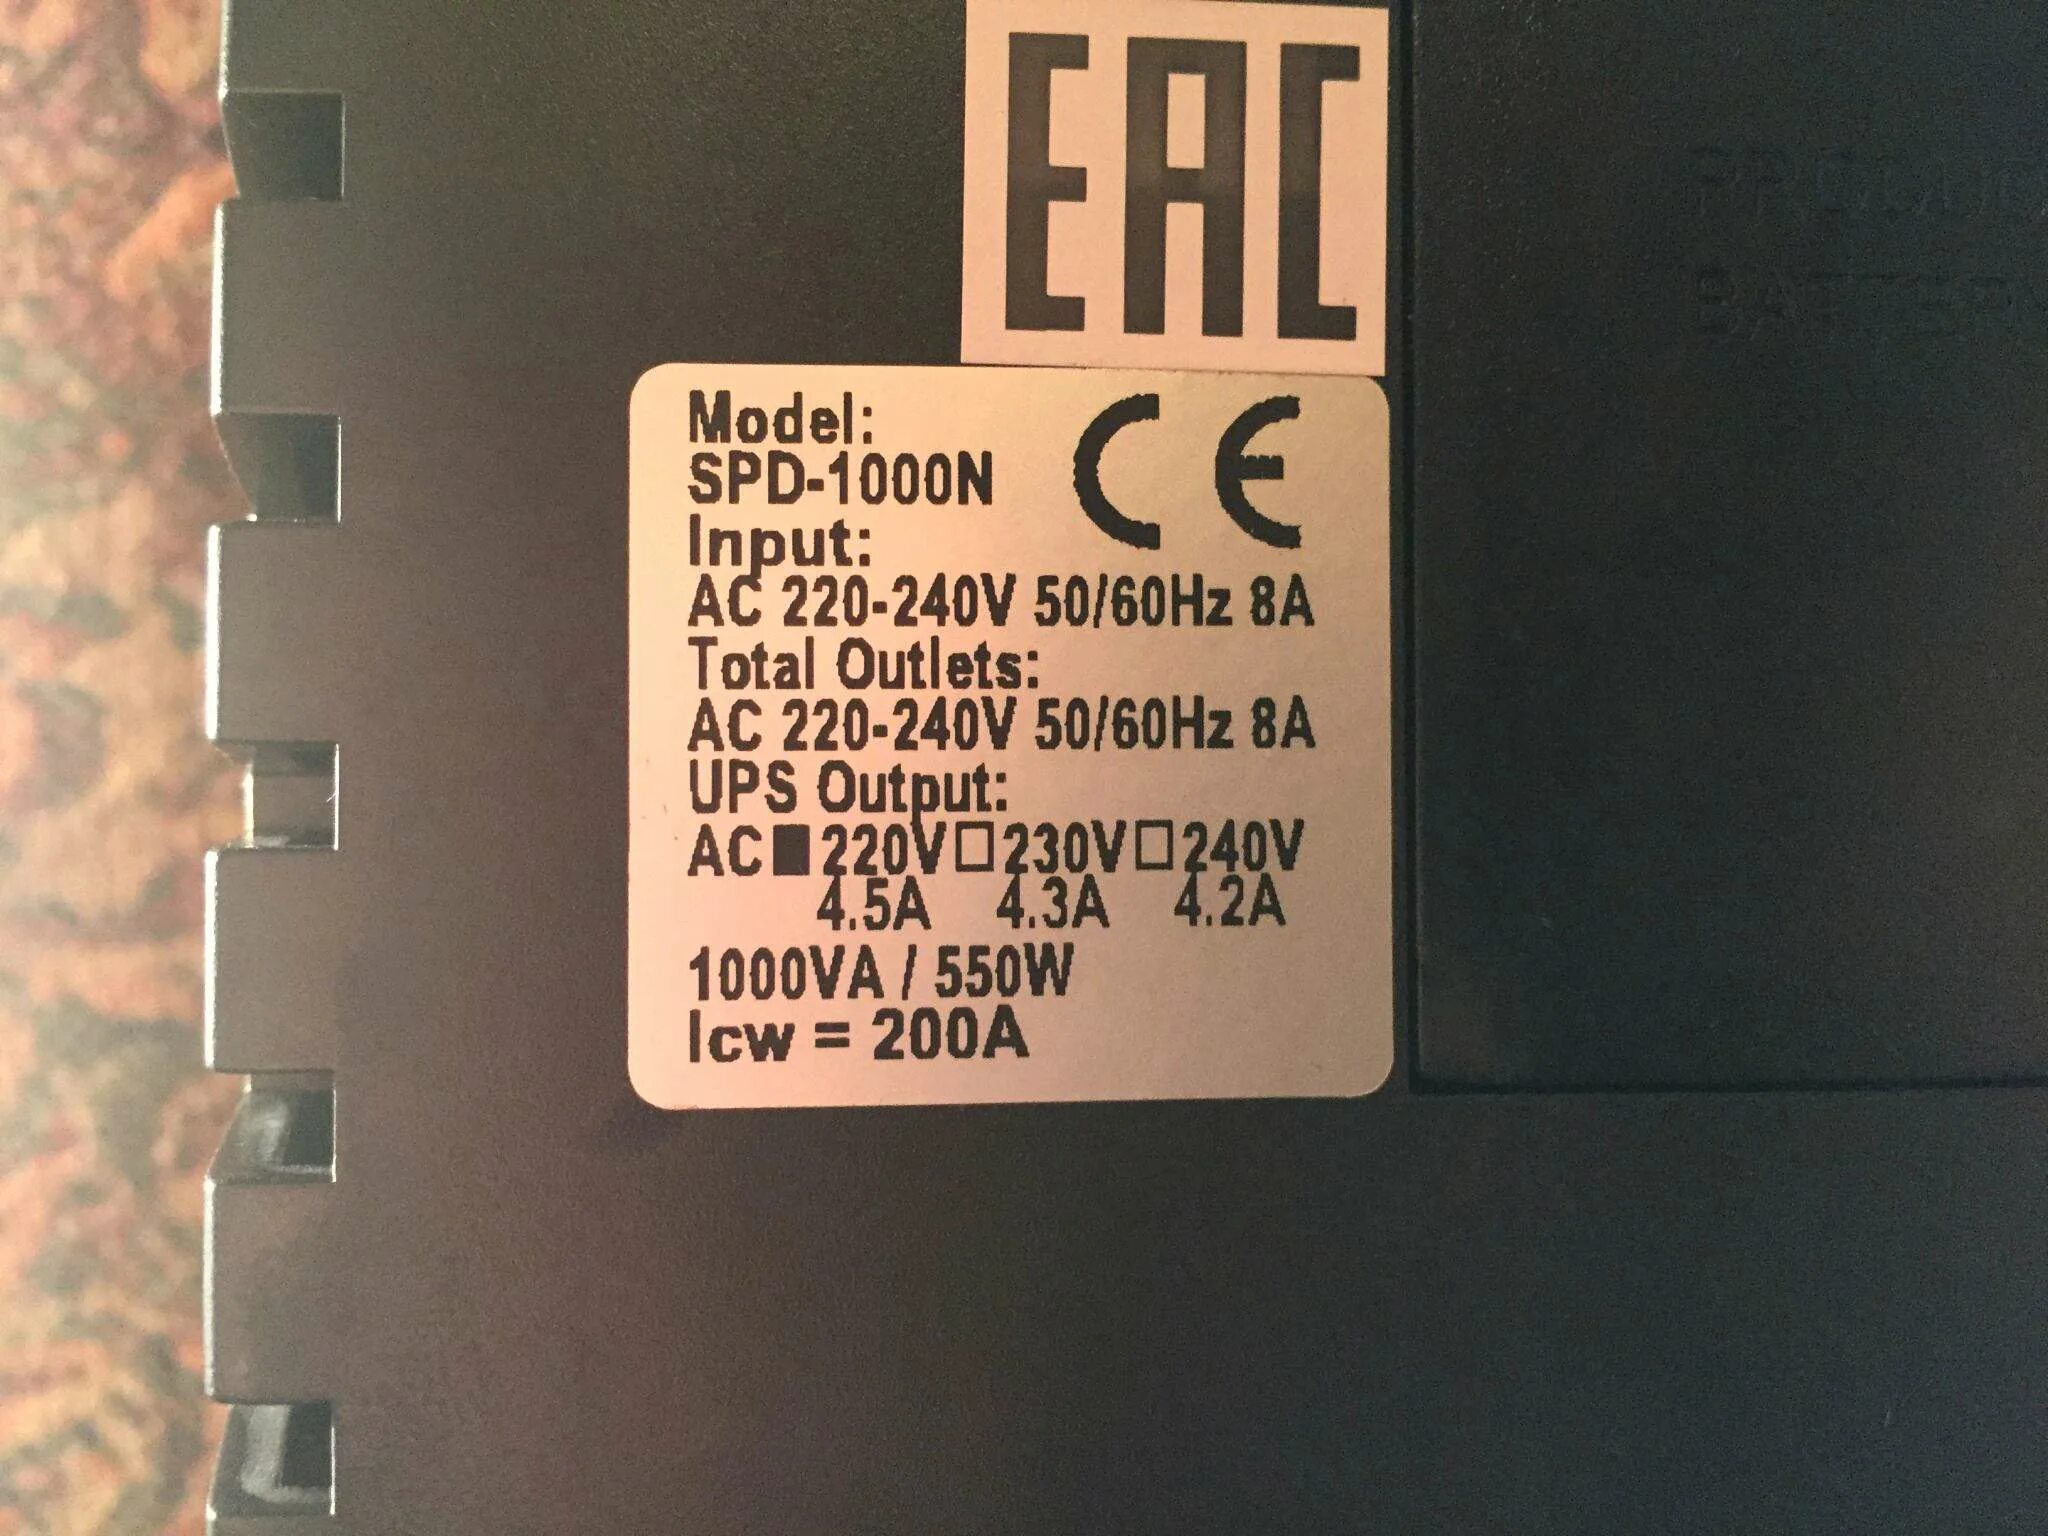 EAC
Model:
SPD-1000N
CE
Input:
AC 220-240V 50/60Hz 8A
Total Outlets:
AC 220-240V 50/60Hz 8A
UPS Output:
AC■220V□230V□240V
4.5A 4.3A 4.2A
1000VA / 550W
Icw = 200A